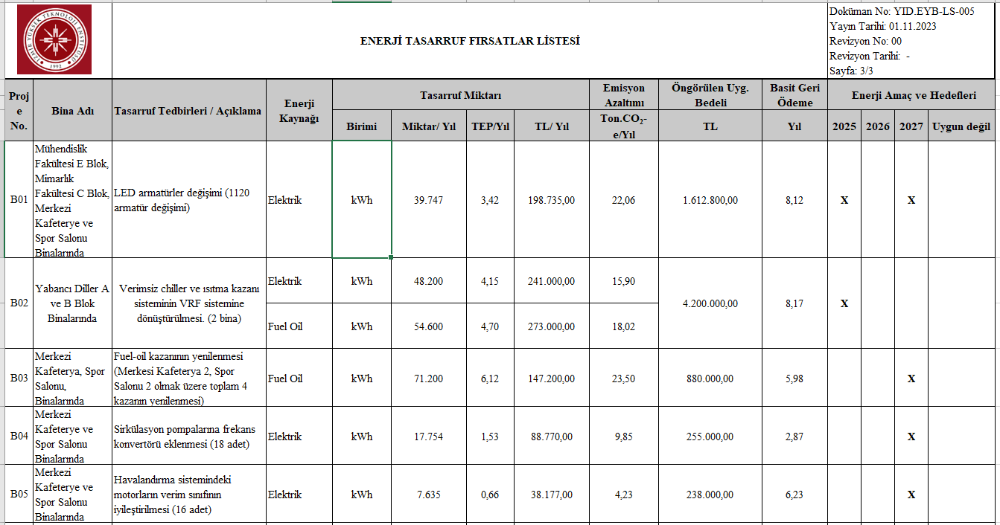 İZMİR YÜKSEK TEKNOLOJİ ENSTİTÜSÜ
1992
ENERJİ TASARRUF FIRSATLAR LİSTESİ
Doküman No: YID.EYB-LS-005
Yayın Tarihi: 01.11.2023
Revizyon No: 00
Revizyon Tarihi: -
Sayfa: 3/3
Proj
e
No.
Bina Adı
Tasarruf Tedbirleri / Açıklama
Enerji
Kaynağı
Tasarruf Miktarı
Emisyon
Azaltımı
Öngörülen Uyg.
Bedeli
Basit Geri
Ödeme
Enerji Amaç ve Hedefleri
Birimi
Miktar/ Yıl
TEP/Yıl
TL/ Yıl
Ton.CO₂-
e/Yıl
TL
Yıl
2025
2026
2027
Uygun değil
B01
Mühendislik
Fakültesi E Blok,
Mimarlık
Fakültesi C Blok,
Merkezi
Kafeterye ve
Spor Salonu
Binalarında
LED armatürler değişimi (1120
armatür değişimi)
Elektrik
kWh
39.747
3,42
198.735,00
22,06
1.612.800,00
8,12
X
X
B02
Yabancı Diller A
ve B Blok
Binalarında
Verimsiz chiller ve ısıtma kazanı
sisteminin VRF sistemine
dönüştürülmesi. (2 bina)
Elektrik
kWh
48.200
4,15
241.000,00
15,90
Fuel Oil
kWh
54.600
4,70
273.000,00
18,02
4.200.000,00
8,17
X
B03
Merkezi
Kafeterya, Spor
Salonu,
Binalarında
Fuel-oil kazanının yenilenmesi
(Merkesi Kafeterya 2, Spor
Salonu 2 olmak üzere toplam 4
kazanın yenilenmesi)
Fuel Oil
kWh
71.200
6,12
147.200,00
23,50
880.000,00
5,98
X
B04
Merkezi
Kafeterye ve
Spor Salonu
Binalarında
Sirkülasyon pompalarına frekans
konvertörü eklenmesi (18 adet)
Elektrik
kWh
17.754
1,53
88.770,00
9,85
255.000,00
2,87
X
B05
Merkezi
Kafeterye ve
Spor Salonu
Binalarında
Havalandırma sistemindeki
motorların verim sınıfının
iyileştirilmesi (16 adet)
Elektrik
kWh
7.635
0,66
38.177,00
4,23
238.000,00
6,23
X